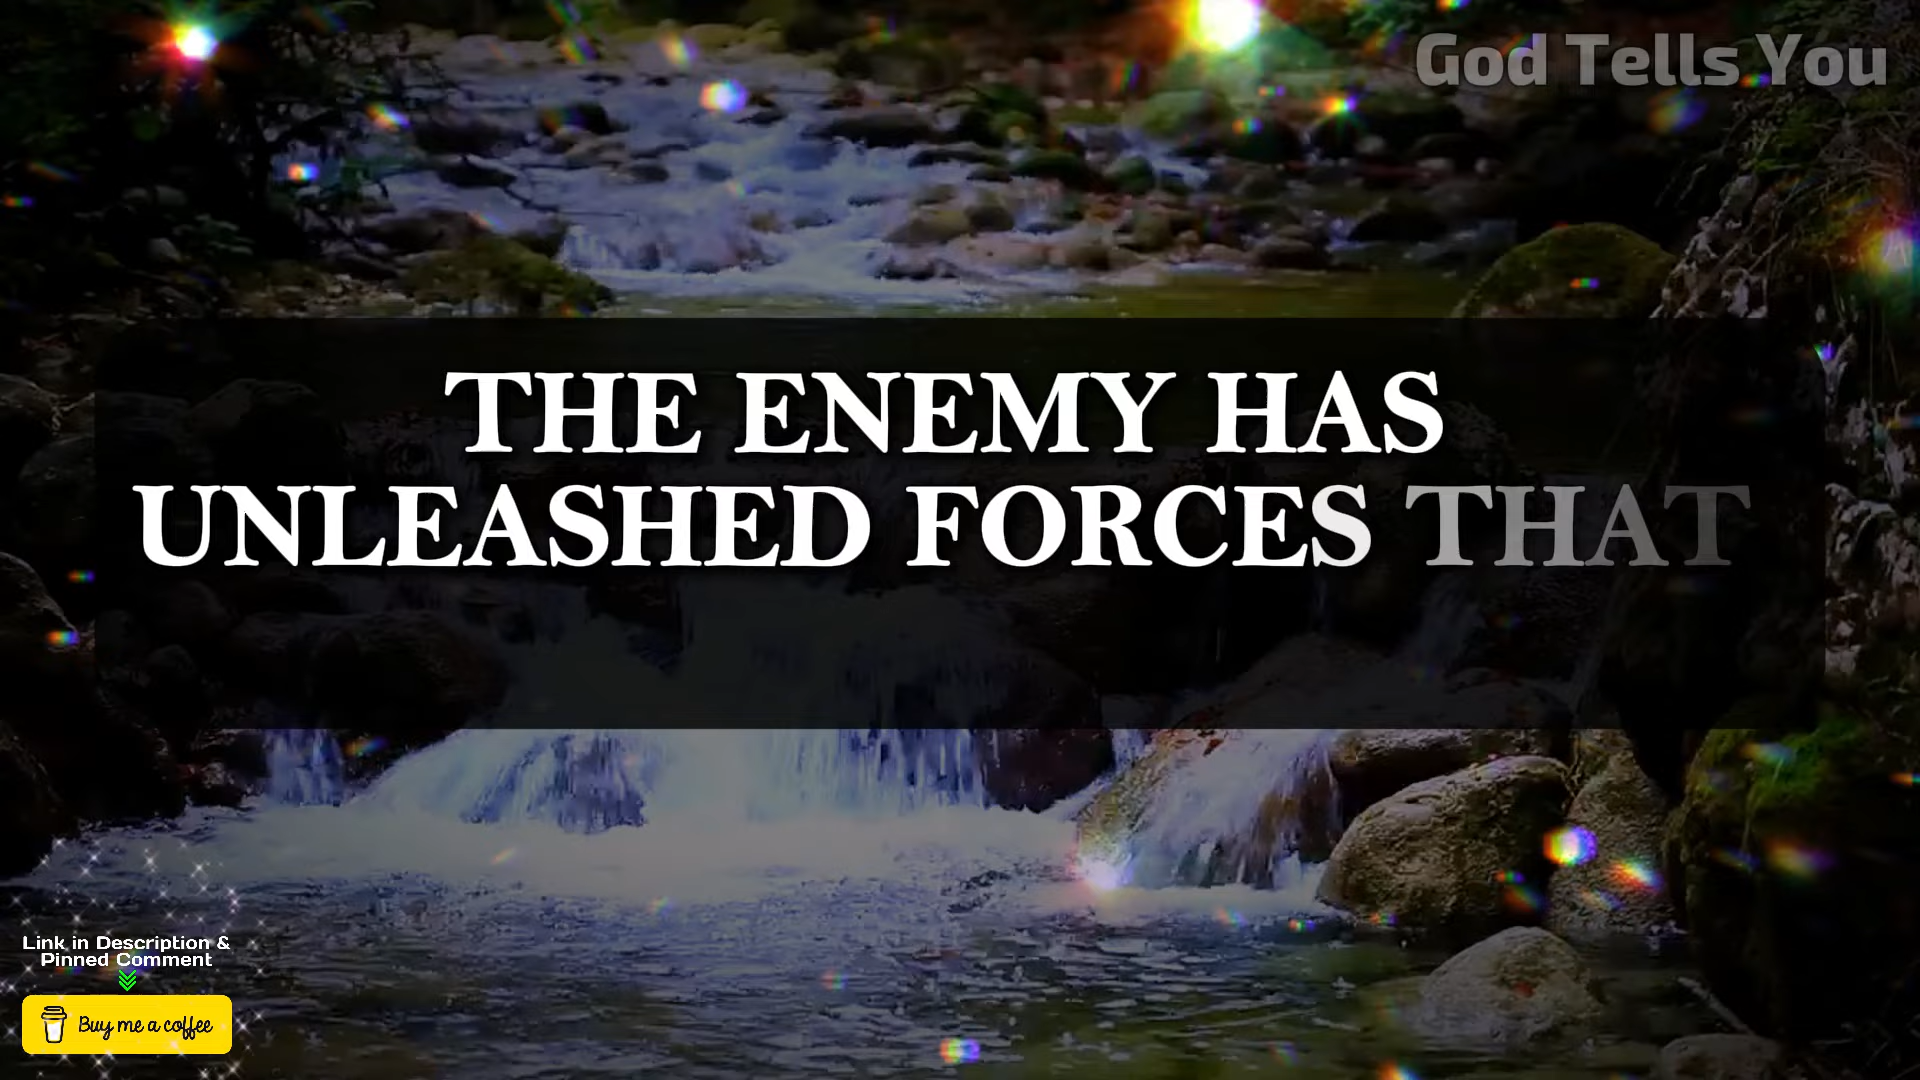 God Tells You
THE ENEMY HAS
UNLEASHED FORCES THAT
Link in Description &
Pinned Comment
Buy me a coffee